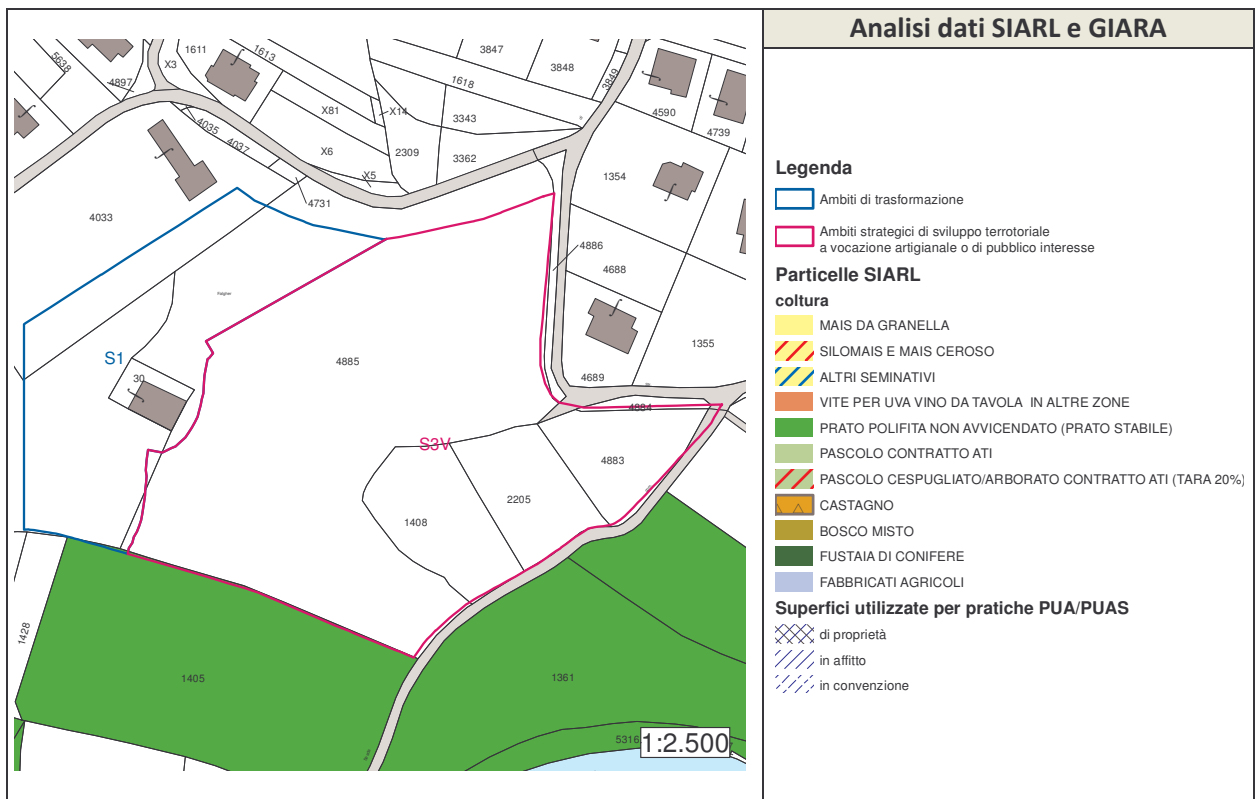 Analisi dati SIARL e GIARA
5638
4897
X3
1611
1613
3847
3848
3849
1618
4590
4739
X81
X14
3343
4035
4037
X6
2309
3362
X5
1354
4731
4033
4886
4688
Palgher
S1
30
4885
1355
4689
4884
S3V
4883
2205
1408
1428
1405
1361
5316
1:2.500
Legenda
Ambiti di trasformazione
Ambiti strategici di sviluppo terrotoriale
a vocazione artigianale o di pubblico interesse
Particelle SIARL
coltura
MAIS DA GRANELLA
SILOMAIS E MAIS CEROSO
ALTRI SEMINATIVI
VITE PER UVA VINO DA TAVOLA IN ALTRE ZONE
PRATO POLIFITA NON AVVICENDATO (PRATO STABILE)
PASCOLO CONTRATTO ATI
PASCOLO CESPUGLIATO/ARBORATO CONTRATTO ATI (TARA 20%)
CASTAGNO
BOSCO MISTO
FUSTAIA DI CONIFERE
FABBRICATI AGRICOLI
Superfici utilizzate per pratiche PUA/PUAS
di proprietà
in affitto
in convenzione